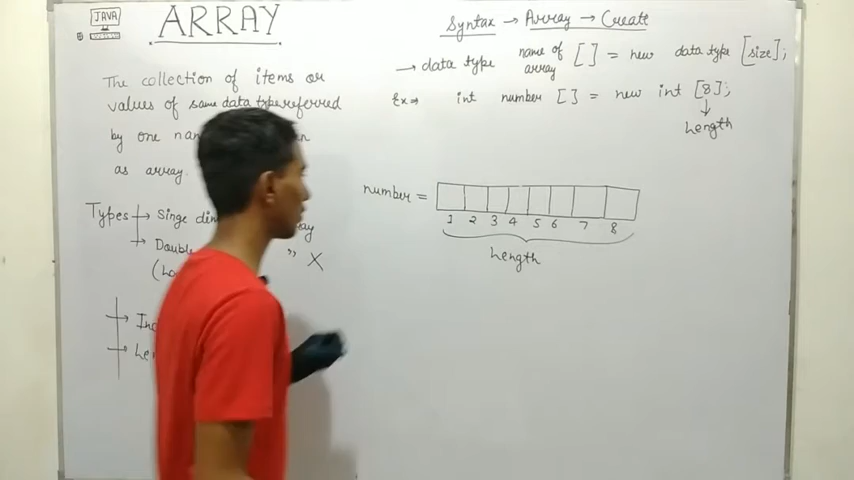 JAVA
ARRAY
The collection of items or
values of same data type referred
by one
as array.
Types → Singe
→ Double " X
→
→
Syntax → Array → Create
→ data type name of array [ ] = new data type [size];
Ex ⇒ int number [ ] = new int [8];
↓
Length
number =
1 2 3 4 5 6 7 8
Length